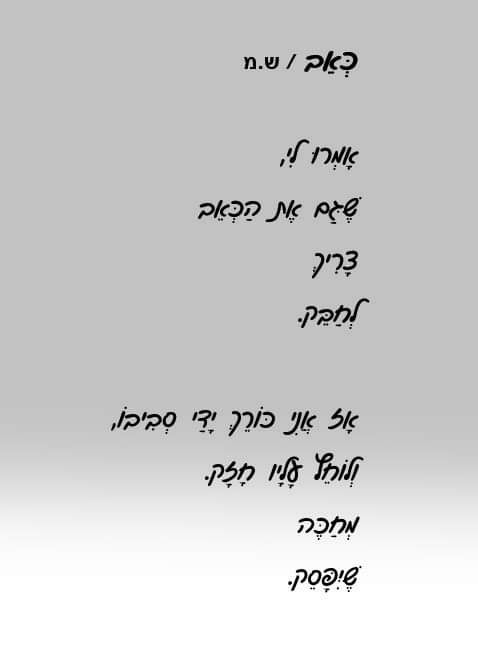 כְּאַב / ש.מ
אָמְרוּ לִי,
שֶׁגַּם אֶת הַכְּאֵב
צָרִיךְ
לְחַבֵּק.
אָז אֲנִי כּוֹרֵךְ יָדַי סְבִיבוֹ,
וְלוֹחֵץ עָלָיו חָזָק.
מְחַכֶּה
שֶׁיִּפָּסֵק.